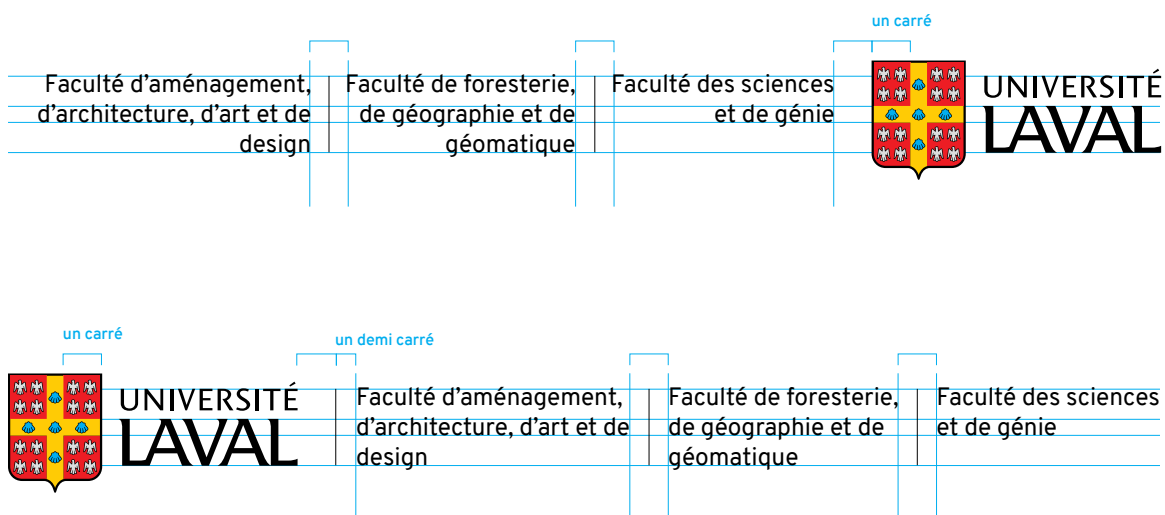 un carré
Faculté d’aménagement,
d’architecture, d’art et de
design
Faculté de foresterie,
de géographie et de
géomatique
Faculté des sciences
et de génie
UNIVERSITÉ
LAVAL
un carré
un demi carré
UNIVERSITÉ
LAVAL
Faculté d’aménagement,
d’architecture, d’art et de
design
Faculté de foresterie,
de géographie et de
géomatique
Faculté des sciences
et de génie